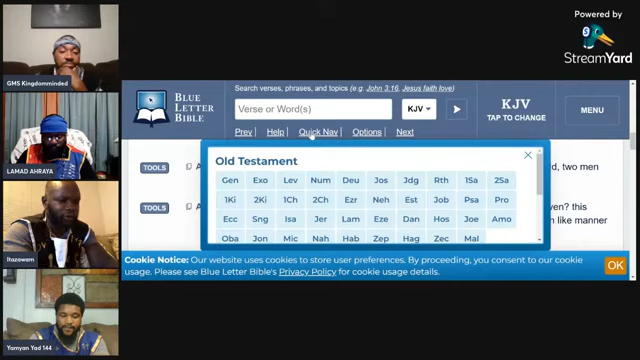 Powered by
StreamYard
GMS Kingdomminded
LAMAD AHRAYA
Itazawam
Yamyan Yad 144
BLUE
LETTER
BIBLE
Search verses, phrases, and topics (e.g. John 3:16, Jesus faith love)
Verse or Word(s)
KJV
KJV
TAP TO CHANGE
MENU
Prev | Help | Quick Nav | Options | Next
Old Testament
Gen Exo Lev Num Deu Jos Jdg Rth 1Sa 2Sa
1Ki 2Ki 1Ch 2Ch Ezr Neh Est Job Psa Pro
Ecc Sng Isa Jer Lam Eze Dan Hos Joe Amo
Oba Jon Mic Nah Hab Zep Hag Zec Mal
TOOLS
d, two men
TOOLS
ven? this
like manner
Cookie Notice: Our website uses cookies to store user preferences. By proceeding, you consent to our cookie
usage. Please see Blue Letter Bible's Privacy Policy for cookie usage details.
OK